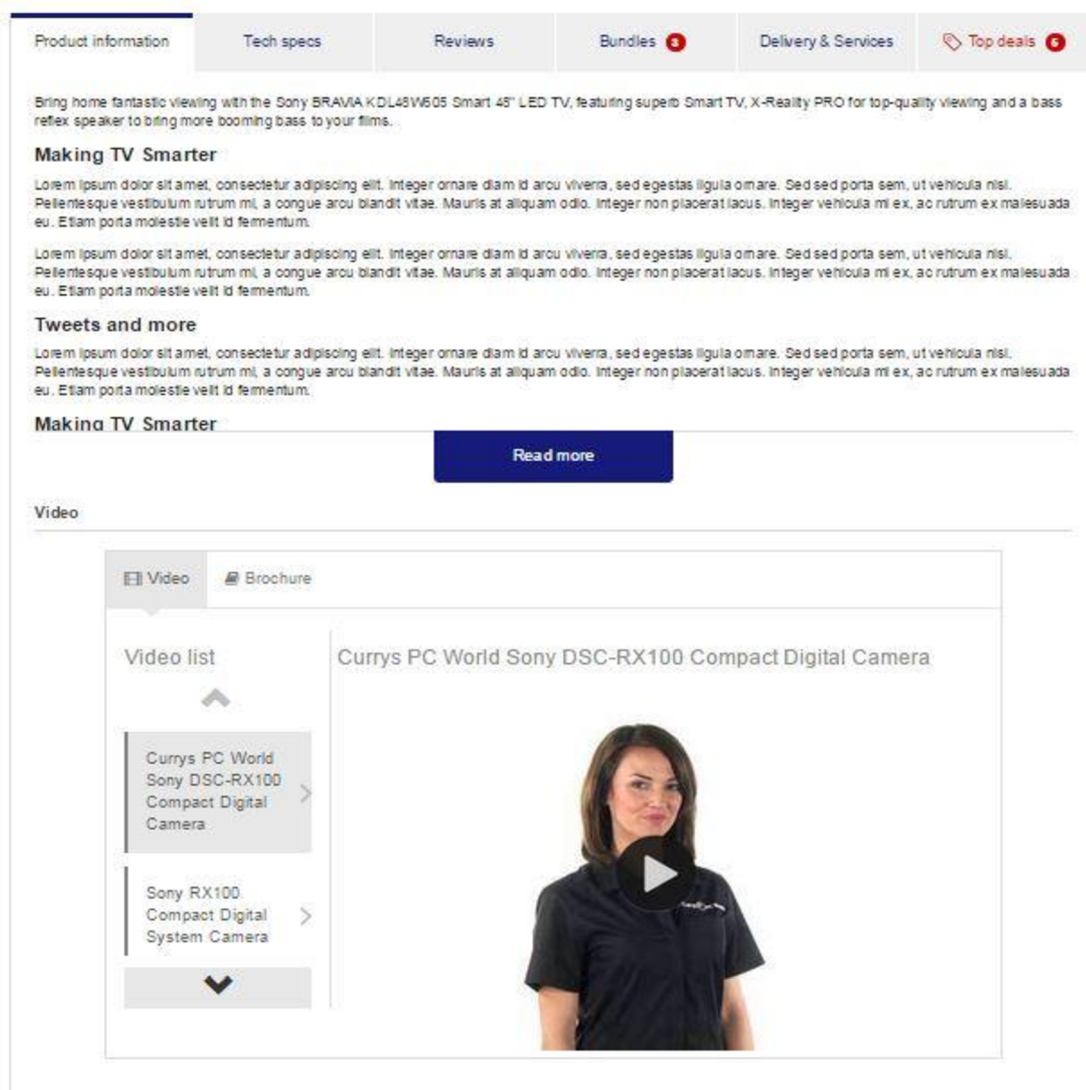 Product information
Tech specs
Reviews
Bundles 3
Delivery & Services
Top deals 5
Bring home fantastic viewing with the Sony BRAVIA KDL48W605 Smart 48" LED TV, featuring superb Smart TV, X-Reality PRO for top-quality viewing and a bass
reflex speaker to bring more booming bass to your films.
Making TV Smarter
Lorem ipsum dolor sit amet, consectetur adipiscing elit. Integer ornare diam id arcu viverra, sed egestas ligula ornare. Sed sed porta sem, ut vehicula nisl.
Pellentesque vestibulum rutrum mi, a congue arcu blandit vitae. Mauris at aliquam odio. Integer non placerat lacus. Integer vehicula mi ex, ac rutrum ex malesuada
eu. Etiam porta molestie velit id fermentum.
Lorem ipsum dolor sit amet, consectetur adipiscing elit. Integer ornare diam id arcu viverra, sed egestas ligula ornare. Sed sed porta sem, ut vehicula nisl.
Pellentesque vestibulum rutrum mi, a congue arcu blandit vitae. Mauris at aliquam odio. Integer non placerat lacus. Integer vehicula mi ex, ac rutrum ex malesuada
eu. Etiam porta molestie velit id fermentum.
Tweets and more
Lorem ipsum dolor sit amet, consectetur adipiscing elit. Integer ornare diam id arcu viverra, sed egestas ligula ornare. Sed sed porta sem, ut vehicula nisl.
Pellentesque vestibulum rutrum mi, a congue arcu blandit vitae. Mauris at aliquam odio. Integer non placerat lacus. Integer vehicula mi ex, ac rutrum ex malesuada
eu. Etiam porta molestie velit id fermentum.
Making TV Smarter
Read more
Video
Video
Brochure
Video list
Currys PC World
Sony DSC-RX100
Compact Digital
Camera
Sony RX100
Compact Digital
System Camera
Currys PC World Sony DSC-RX100 Compact Digital Camera